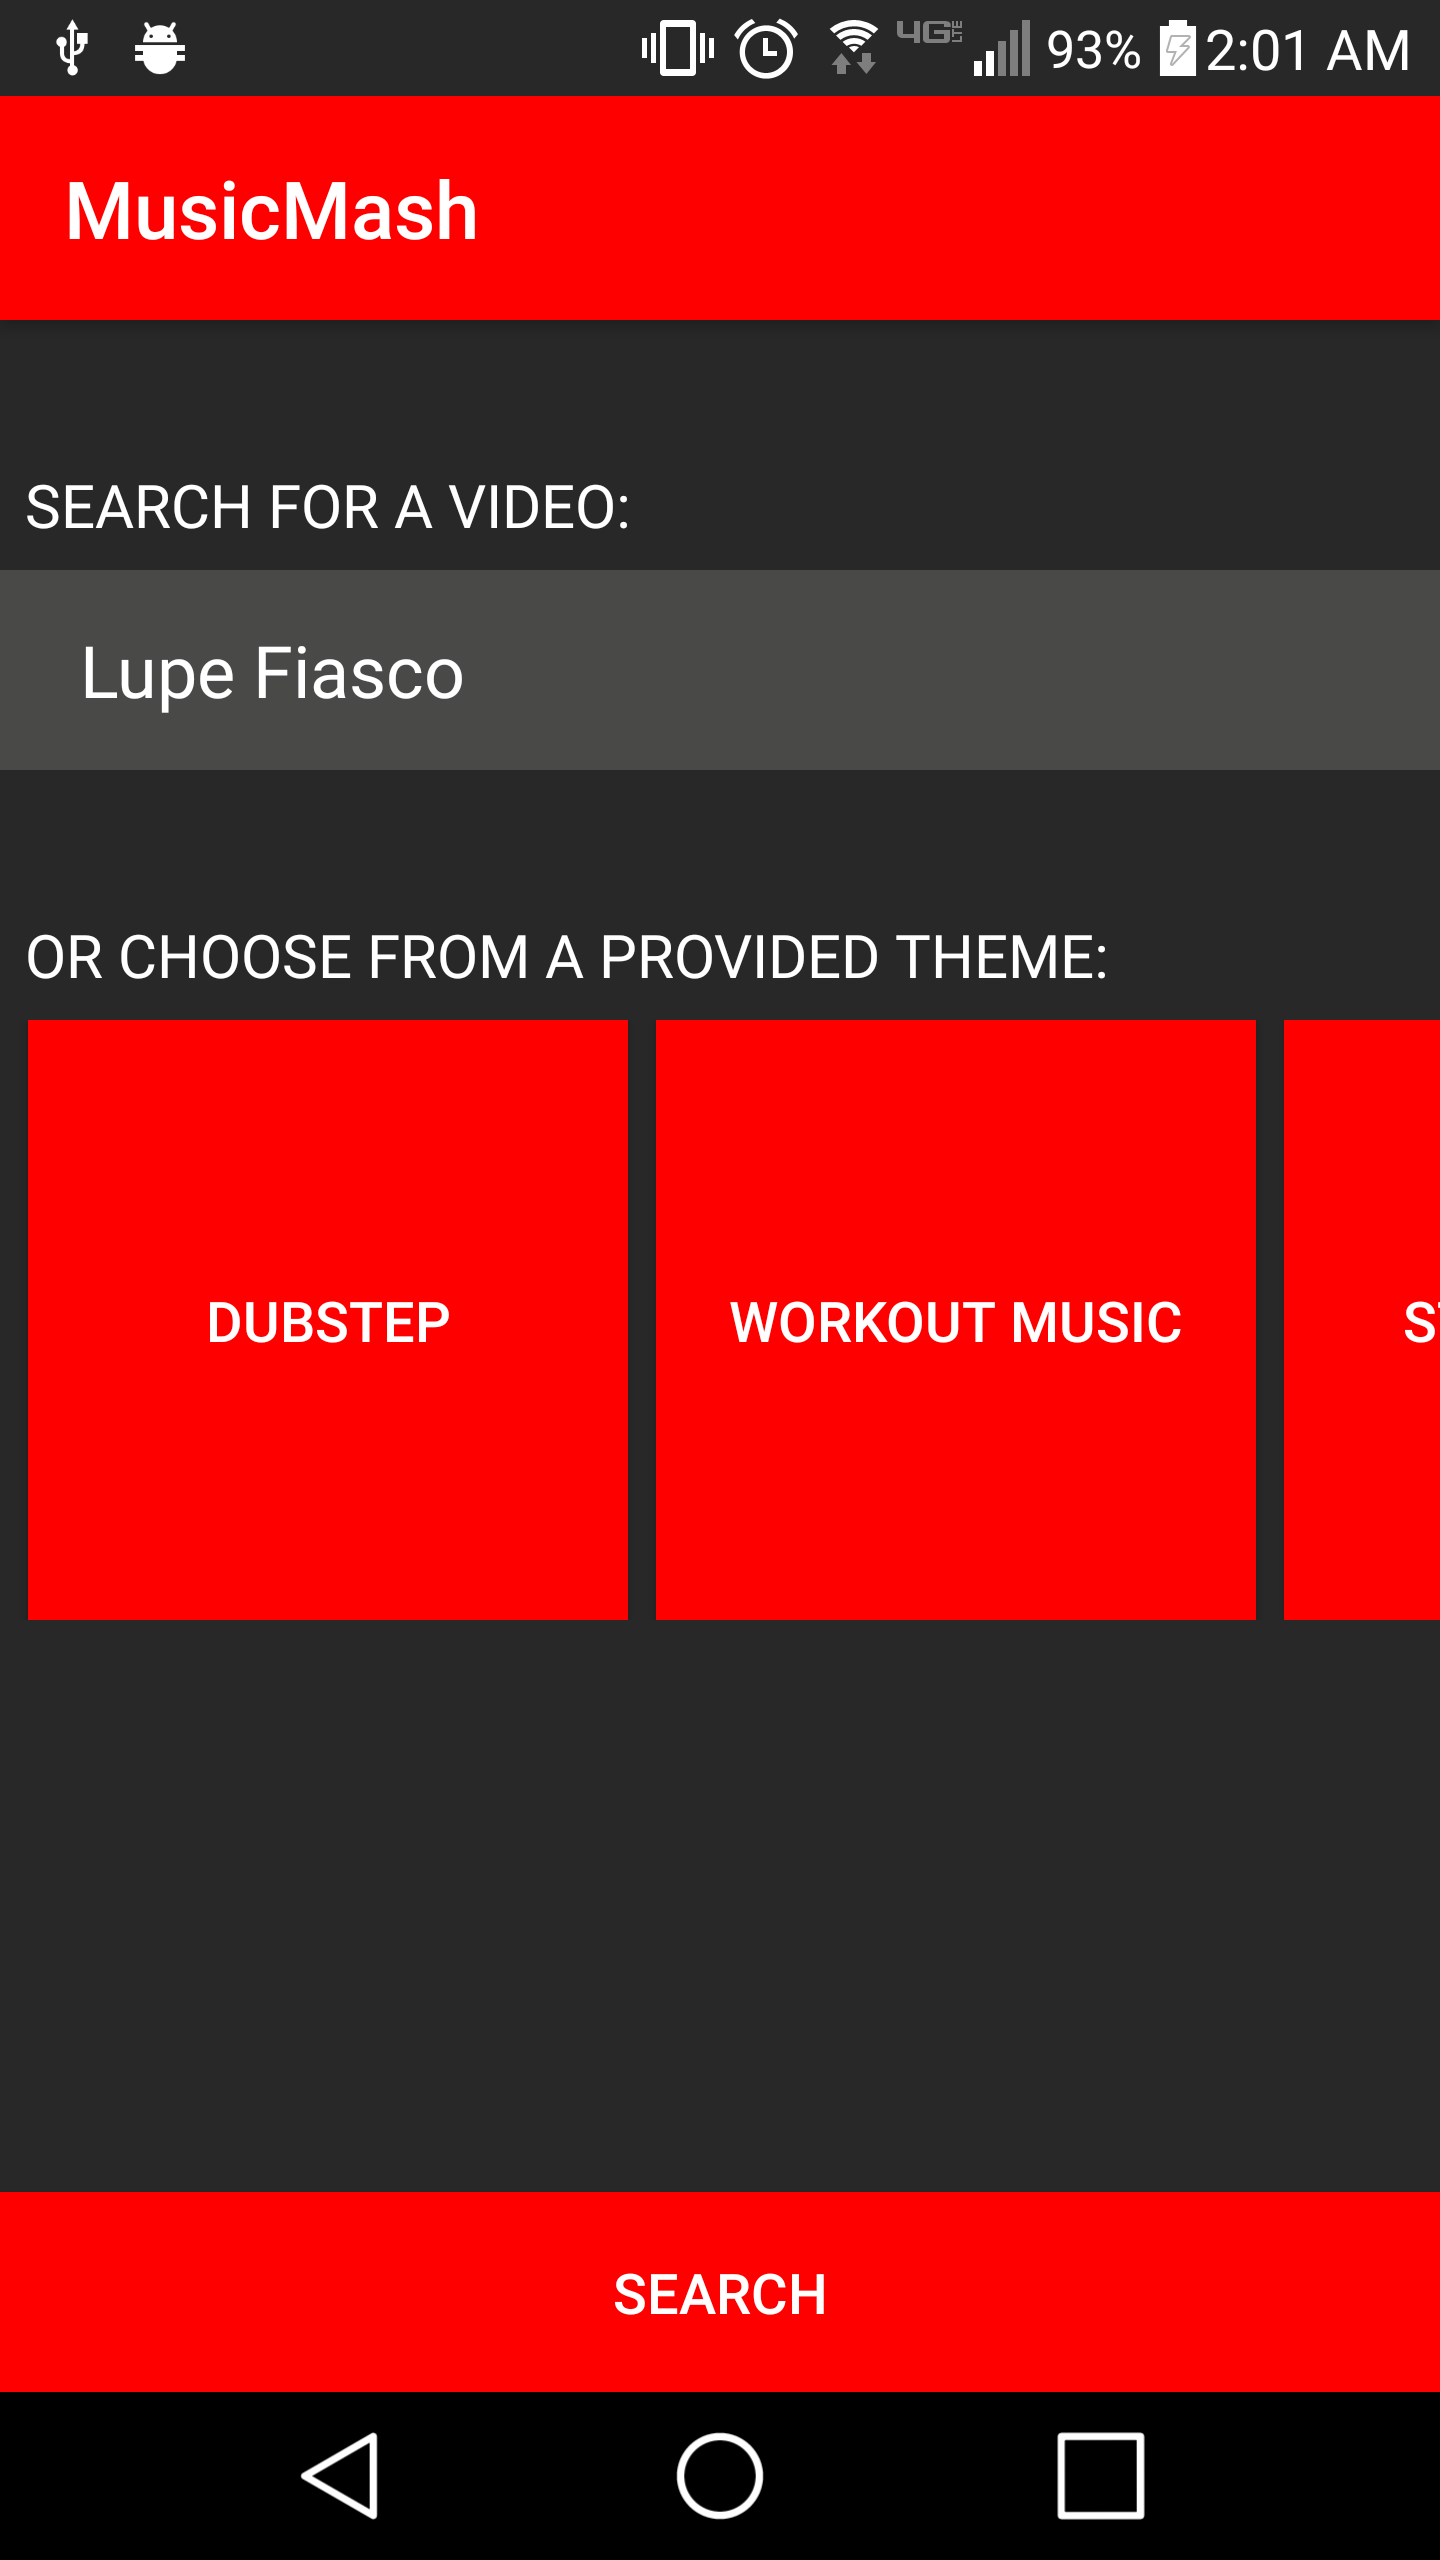 4G LTE 93% 2:01 AM
MusicMash
SEARCH FOR A VIDEO:
Lupe Fiasco
OR CHOOSE FROM A PROVIDED THEME:
DUBSTEP WORKOUT MUSIC
SEARCH